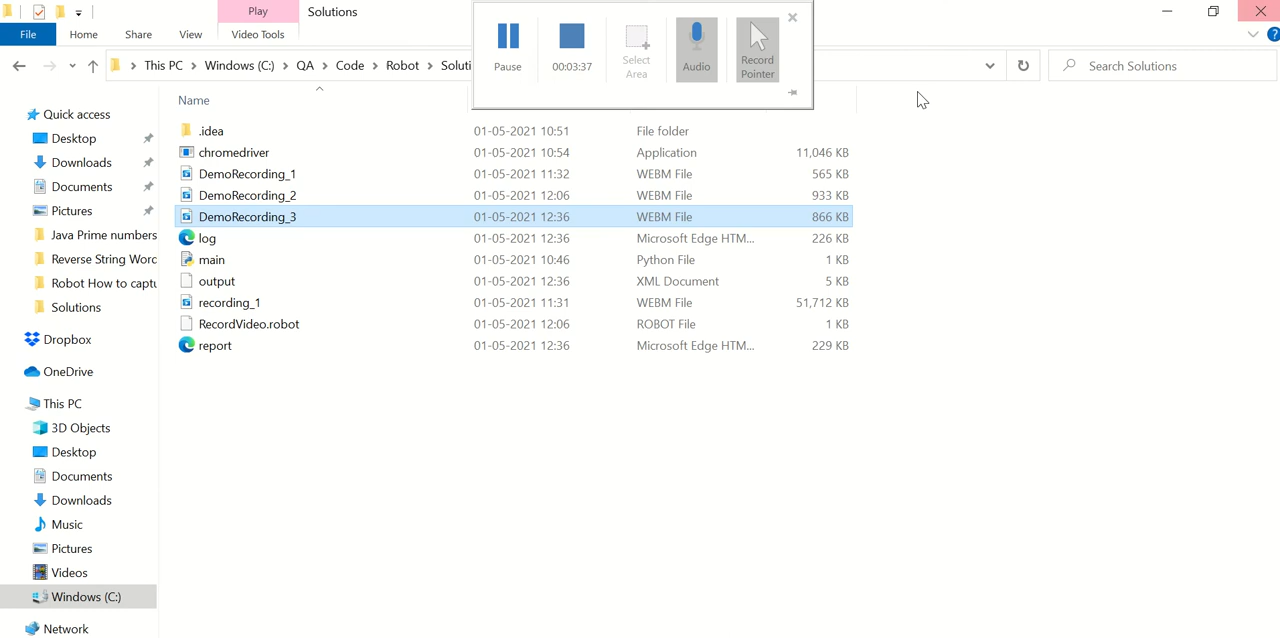 Play
Solutions
File
Home
Share
View
Video Tools
Pause
00:03:37
Select
Area
Audio
Record
Pointer
This PC
Windows (C:)
QA
Code
Robot
Soluti
Search Solutions
Name
Quick access
Desktop
Downloads
Documents
Pictures
Java Prime numbers
Reverse String Word
Robot How to captu
Solutions
Dropbox
OneDrive
This PC
3D Objects
Desktop
Documents
Downloads
Music
Pictures
Videos
Windows (C:)
Network
.idea 01-05-2021 10:51 File folder
chromedriver 01-05-2021 10:54 Application 11,046 KB
DemoRecording_1 01-05-2021 11:32 WEBM File 565 KB
DemoRecording_2 01-05-2021 12:06 WEBM File 933 KB
DemoRecording_3 01-05-2021 12:36 WEBM File 866 KB
log 01-05-2021 12:36 Microsoft Edge HTM... 226 KB
main 01-05-2021 10:46 Python File 1 KB
output 01-05-2021 12:36 XML Document 5 KB
recording_1 01-05-2021 11:31 WEBM File 51,712 KB
RecordVideo.robot 01-05-2021 12:06 ROBOT File 1 KB
report 01-05-2021 12:36 Microsoft Edge HTM... 229 KB